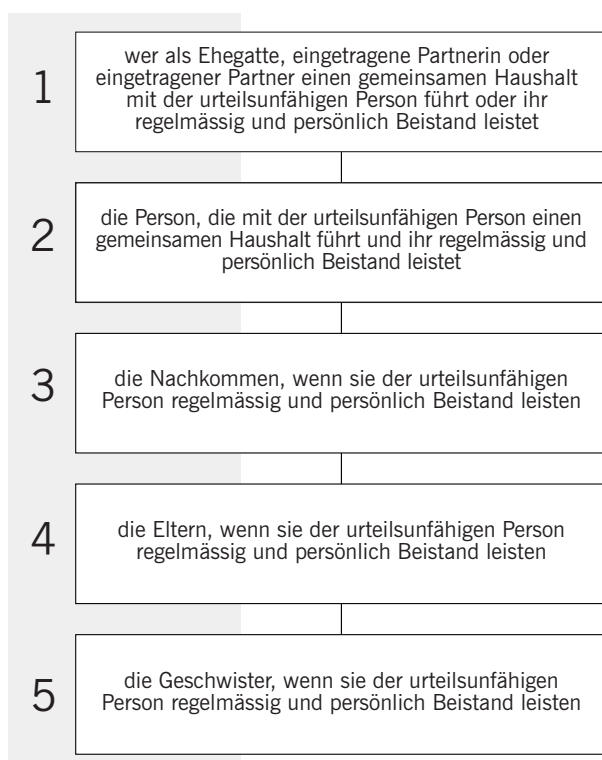 1
wer als Ehegatte, eingetragene Partnerin oder
eingetragener Partner einen gemeinsamen Haushalt
mit der urteilsunfähigen Person führt oder ihr
regelmässig und persönlich Beistand leistet
2
die Person, die mit der urteilsunfähigen Person einen
gemeinsamen Haushalt führt und ihr regelmässig und
persönlich Beistand leistet
3
die Nachkommen, wenn sie der urteilsunfähigen
Person regelmässig und persönlich Beistand leisten
4
die Eltern, wenn sie der urteilsunfähigen Person
regelmässig und persönlich Beistand leisten
5
die Geschwister, wenn sie der urteilsunfähigen
Person regelmässig und persönlich Beistand leisten